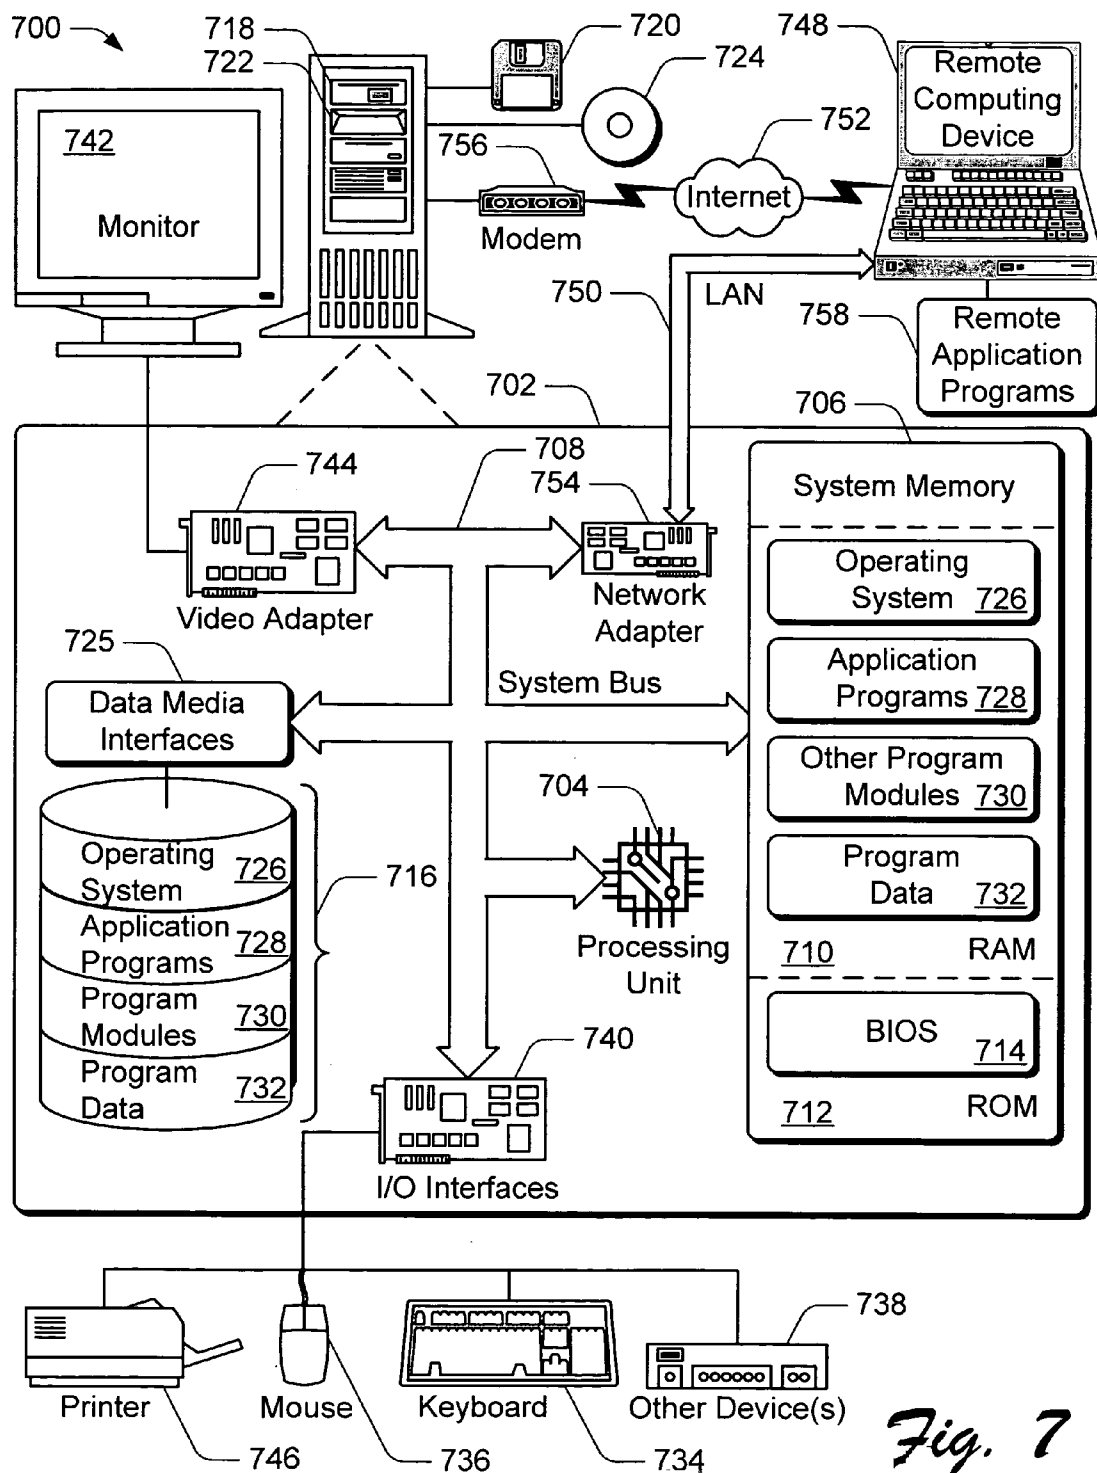 700
718
722
720
724
748
Remote
Computing
Device
742
Monitor
756
752
Internet
Modem
750
LAN
758
Remote
Application
Programs
702
706
708
744
754
System Memory
Operating
System 726
Video Adapter
Network
Adapter
725
Application
Programs 728
System Bus
Data Media
Interfaces
Other Program
Modules 730
704
Operating
System 726
716
Program
Data 732
Application
Programs 728
Processing
Unit
710 RAM
Program
Modules 730
BIOS 714
740
Program
Data 732
712 ROM
I/O Interfaces
738
Printer
Mouse
Keyboard
Other Device(s)
746
736
734
Fig. 7